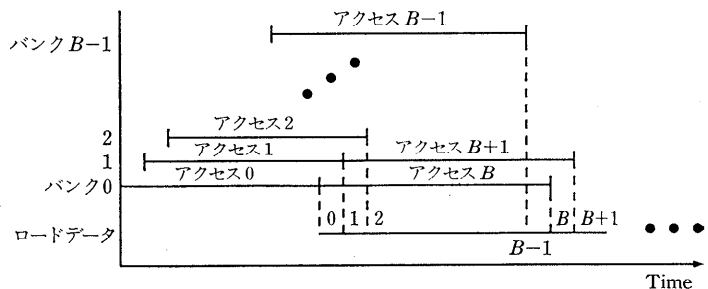 アクセス B−1
バンク B−1
アクセス2
2
アクセス1
アクセス B+1
1
アクセス0
アクセス B
バンク0
0 1 2
B B+1
ロードデータ
B−1
Time